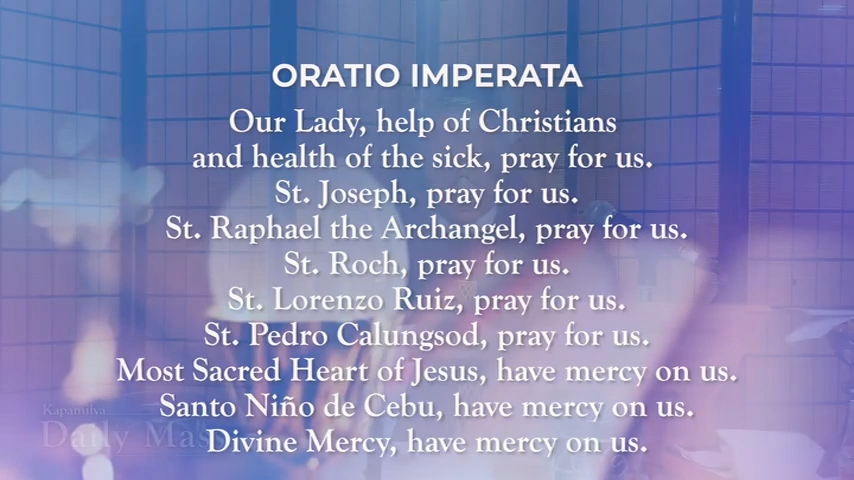 ORATIO IMPERATA
Our Lady, help of Christians
and health of the sick, pray for us.
St. Joseph, pray for us.
St. Raphael the Archangel, pray for us.
St. Roch, pray for us.
St. Lorenzo Ruiz, pray for us.
St. Pedro Calungsod, pray for us.
Most Sacred Heart of Jesus, have mercy on us.
Santo Niño de Cebu, have mercy on us.
Kapamilya
Daily Mass
Divine Mercy, have mercy on us.